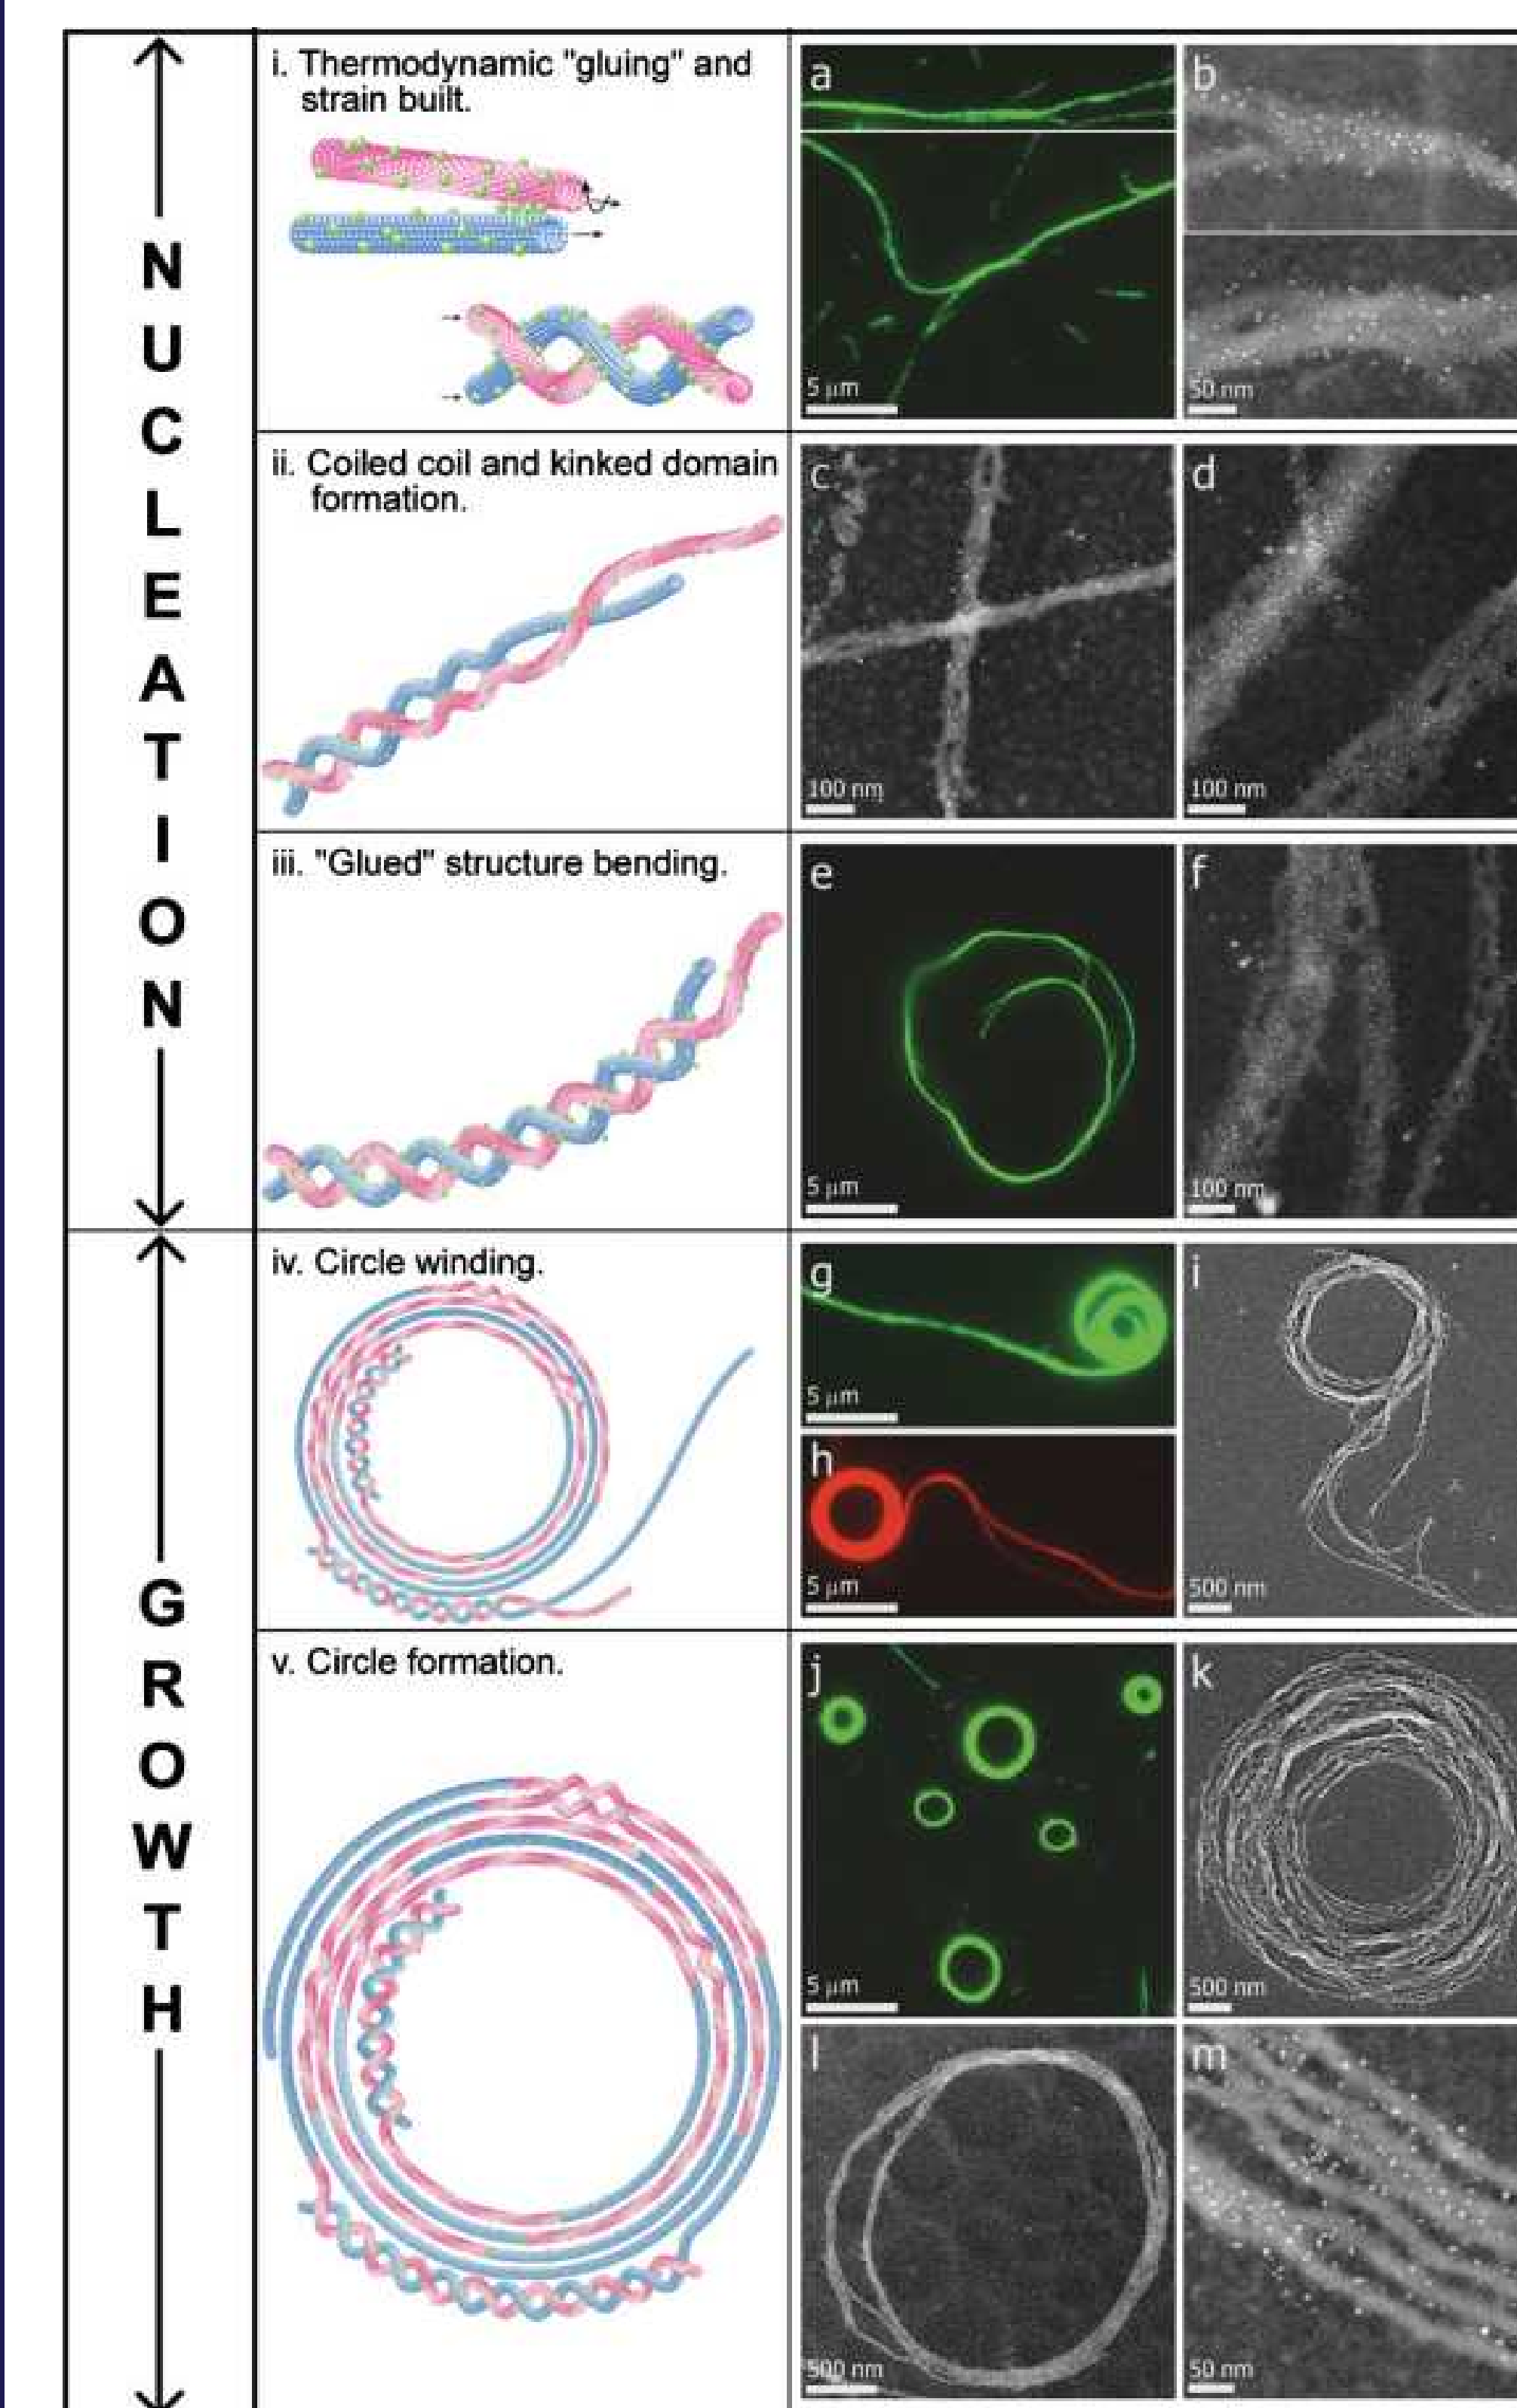 NUCLEATION
i. Thermodynamic "gluing" and
strain built.
a
5 μm
b
50 nm
ii. Coiled coil and kinked domain
formation.
c
100 nm
d
100 nm
iii. "Glued" structure bending.
e
5 μm
f
100 nm
GROWTH
iv. Circle winding.
g
5 μm
h
5 μm
i
500 nm
v. Circle formation.
j
5 μm
k
500 nm
l
500 nm
m
50 nm